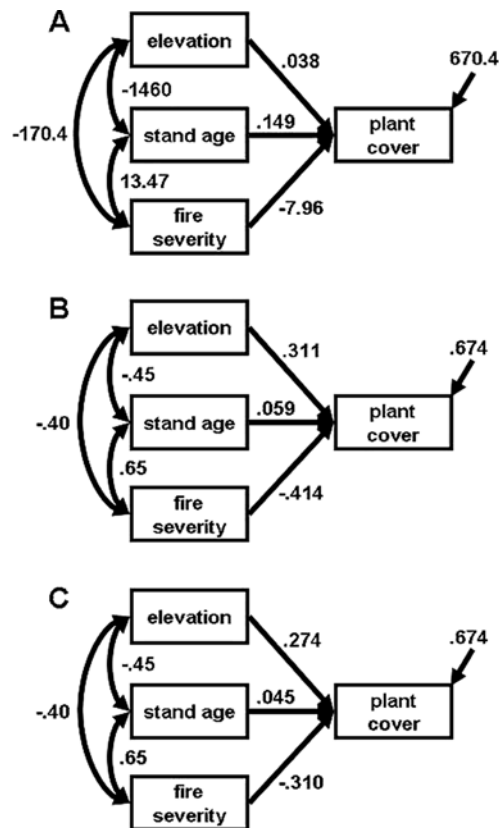 A
elevation
.038
670.4
-1460
-170.4
stand age
.149
plant
cover
13.47
-7.96
fire
severity
B
elevation
.311
.674
-.45
-.40
stand age
.059
plant
cover
.65
-.414
fire
severity
C
elevation
.274
.674
-.45
-.40
stand age
.045
plant
cover
.65
-.310
fire
severity